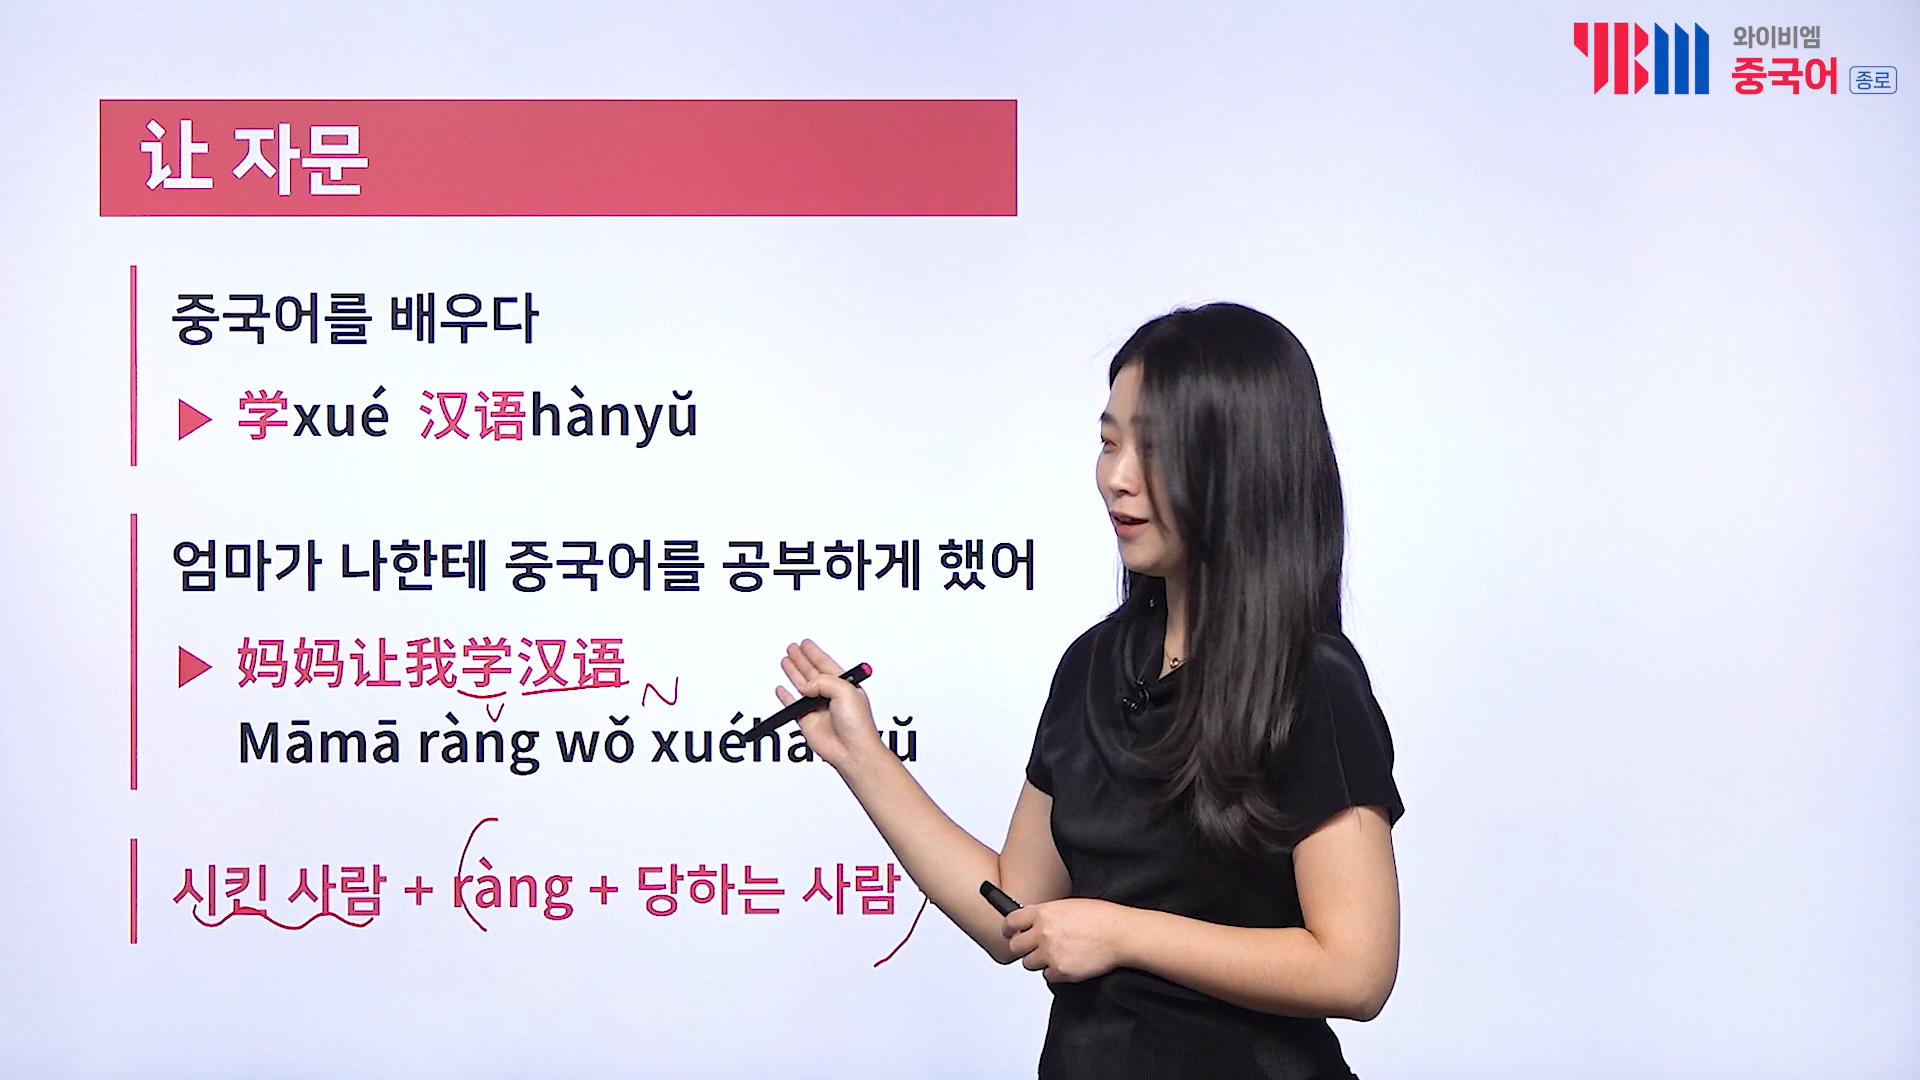 YBM 와이비엠
중국어 종로
让 자문
중국어를 배우다
▶ 学xué 汉语hànyǔ
엄마가 나한테 중국어를 공부하게 했어
▶ 妈妈让我学汉语
V N
Māmā ràng wǒ xuéhà yǔ
시킨 사람 + ràng + 당하는 사람